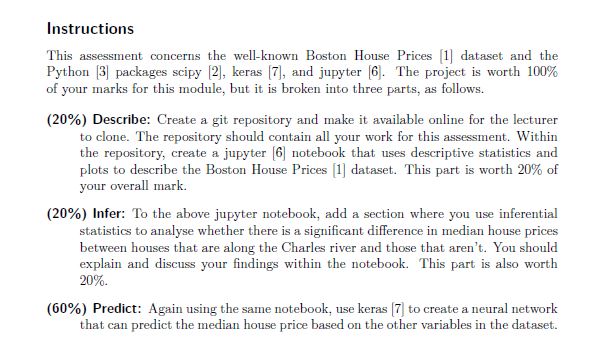 Instructions
This assessment concerns the well-known Boston House Prices [1] dataset and the
Python [3] packages scipy [2], keras [7], and jupyter [6]. The project is worth 100%
of your marks for this module, but it is broken into three parts, as follows.
(20%) Describe: Create a git repository and make it available online for the lecturer
to clone. The repository should contain all your work for this assessment. Within
the repository, create a jupyter [6] notebook that uses descriptive statistics and
plots to describe the Boston House Prices [1] dataset. This part is worth 20% of
your overall mark.
(20%) Infer: To the above jupyter notebook, add a section where you use inferential
statistics to analyse whether there is a significant difference in median house prices
between houses that are along the Charles river and those that aren't. You should
explain and discuss your findings within the notebook. This part is also worth
20%.
(60%) Predict: Again using the same notebook, use keras [7] to create a neural network
that can predict the median house price based on the other variables in the dataset.